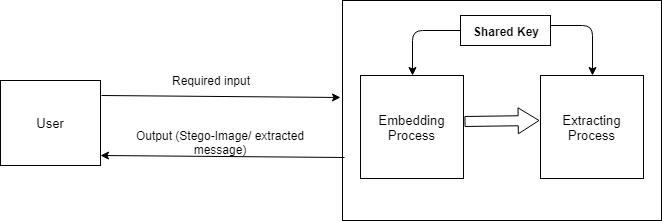 Shared Key
Required input
User
Output (Stego-Image/ extracted
message)
Embedding
Process
Extracting
Process